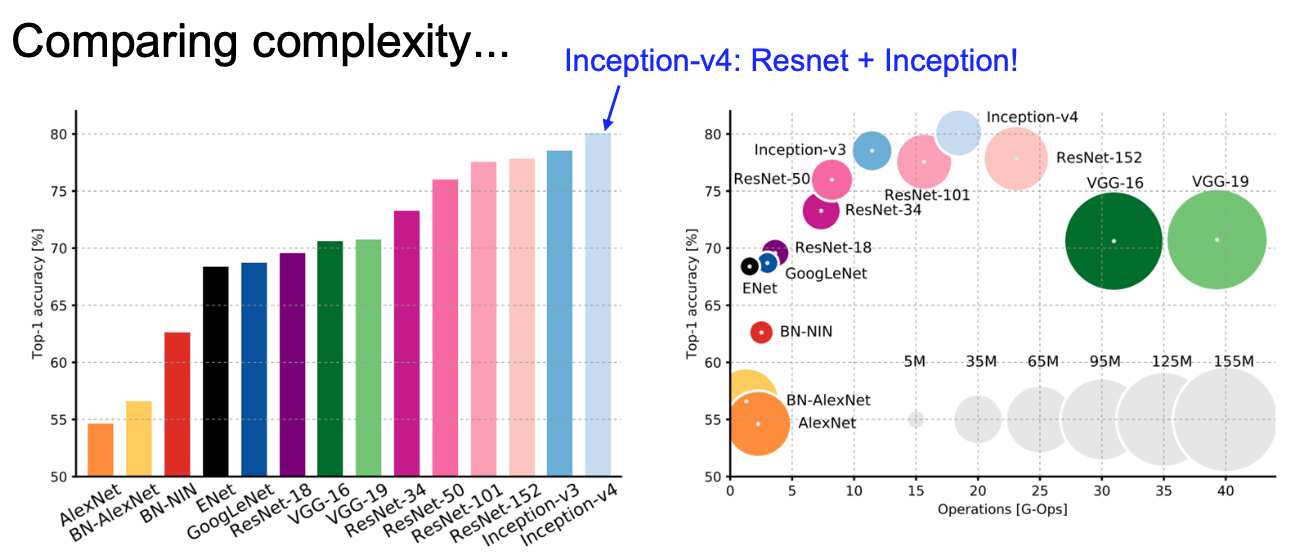 Comparing complexity...
Inception-v4: Resnet + Inception!
Top-1 accuracy [%]
80
75
70
65
60
55
50
AlexNet
BN-AlexNet
BN-NIN
ENet
GoogLeNet
ResNet-18
VGG-16
VGG-19
ResNet-34
ResNet-50
ResNet-101
ResNet-152
Inception-v3
Inception-v4
Top-1 accuracy [%]
80
75
70
65
60
55
50
Inception-v4
Inception-v3
ResNet-152
ResNet-50
VGG-16
VGG-19
ResNet-101
ResNet-34
ResNet-18
GoogLeNet
ENet
BN-NIN
5M 35M 65M 95M 125M 155M
BN-AlexNet
AlexNet
0 5 10 15 20 25 30 35 40
Operations [G-Ops]